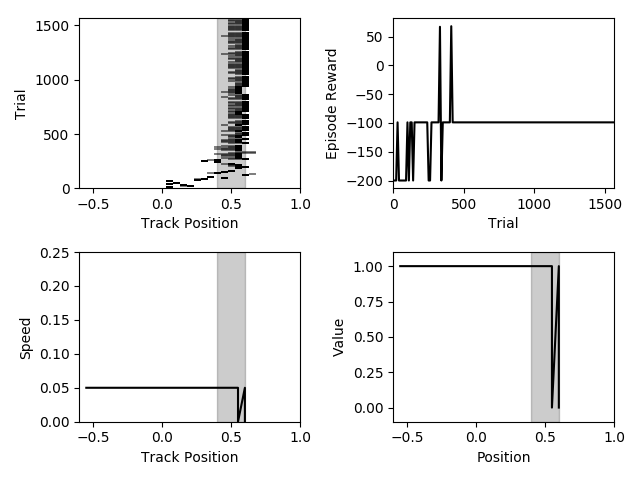 1500
1000
500
0
Trial
−0.5 0.0 0.5 1.0
Track Position
50
0
−50
−100
−150
−200
Episode Reward
0 500 1000 1500
Trial
0.25
0.20
0.15
0.10
0.05
0.00
Speed
−0.5 0.0 0.5 1.0
Track Position
1.00
0.75
0.50
0.25
0.00
Value
−0.5 0.0 0.5 1.0
Position